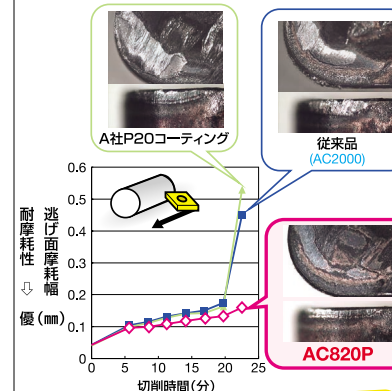 A社P20コーティング
従来品
(AC2000)
0.6
0.5
0.4
0.3
0.2
0.1
0
逃げ面摩耗幅
(㎜)
耐摩耗性 ⇨ 優
AC820P
0 5 10 15 20 25
切削時間(分)